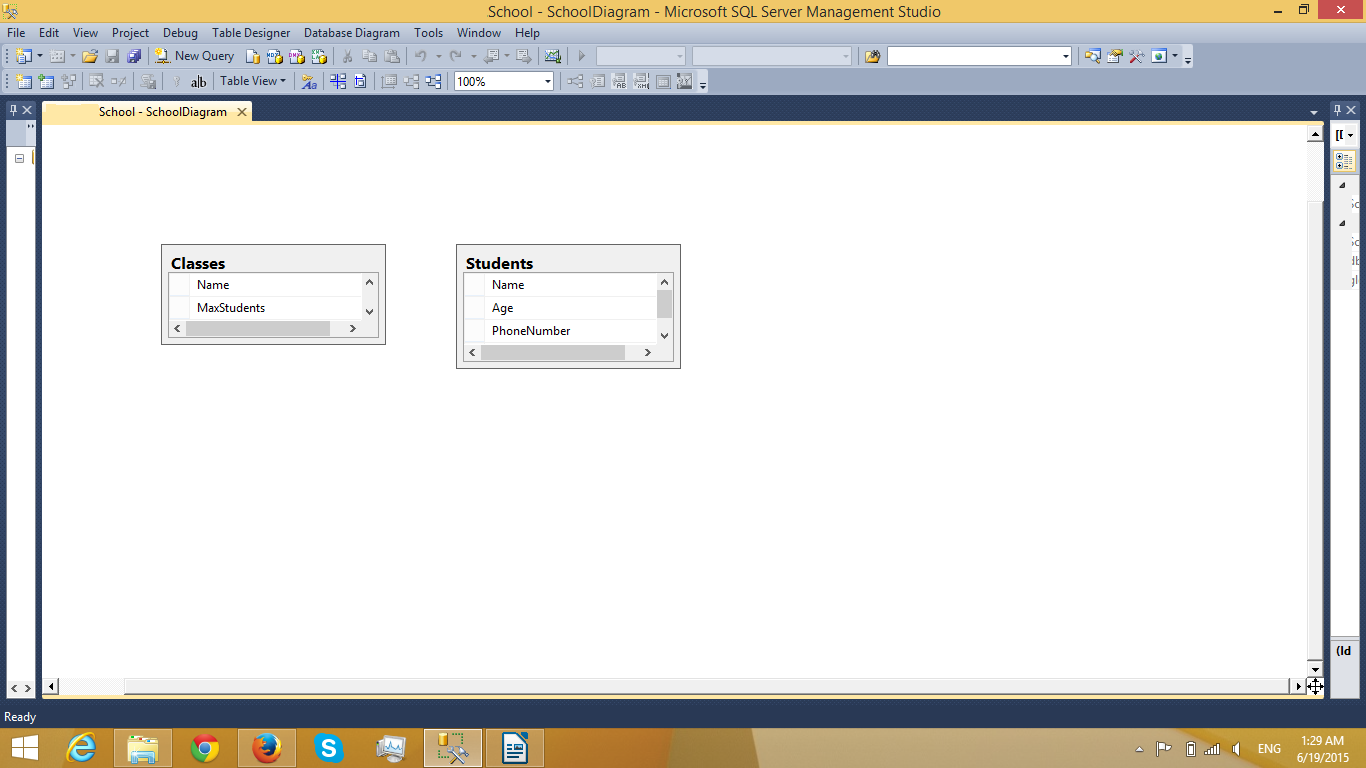 School - SchoolDiagram - Microsoft SQL Server Management Studio
File Edit View Project Debug Table Designer Database Diagram Tools Window Help
New Query
a|b Table View 100%
School - SchoolDiagram
Classes
Name
MaxStudents
Students
Name
Age
PhoneNumber
(Id
Ready
ENG
1:29 AM
6/19/2015